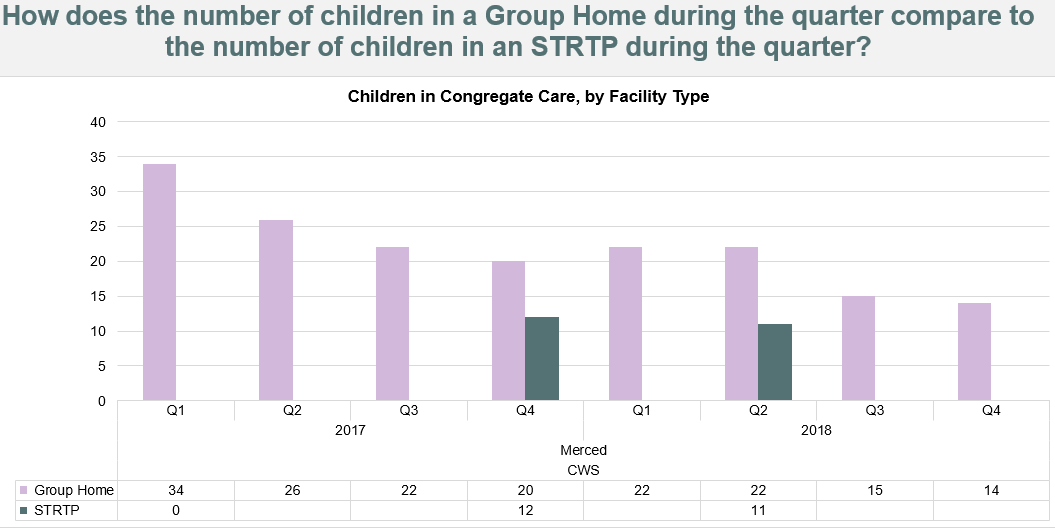 How does the number of children in a Group Home during the quarter compare to
the number of children in an STRTP during the quarter?
Children in Congregate Care, by Facility Type
40
35
30
25
20
15
10
5
0
Q1 Q2 Q3 Q4 Q1 Q2 Q3 Q4
2017 2018
Merced
CWS
Group Home 34 26 22 20 22 22 15 14
STRTP 0 12 11